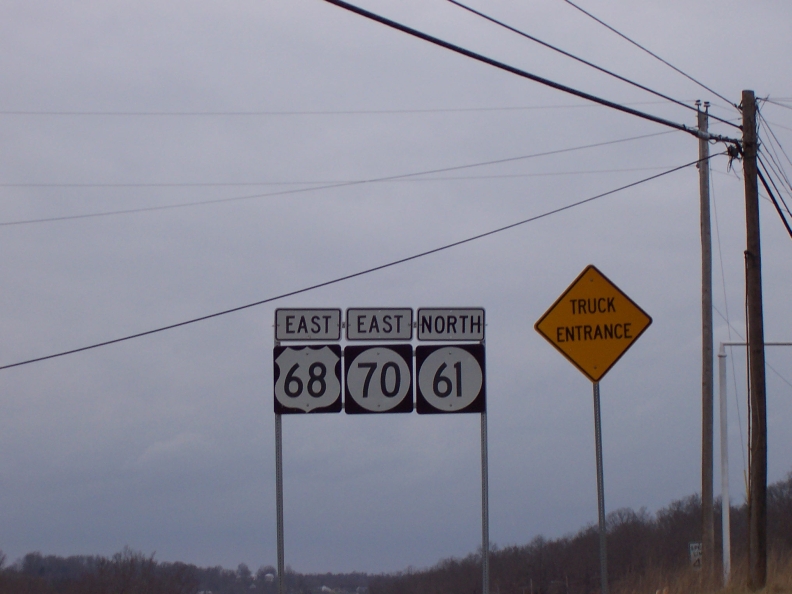 EAST EAST NORTH
68 70 61
TRUCK
ENTRANCE